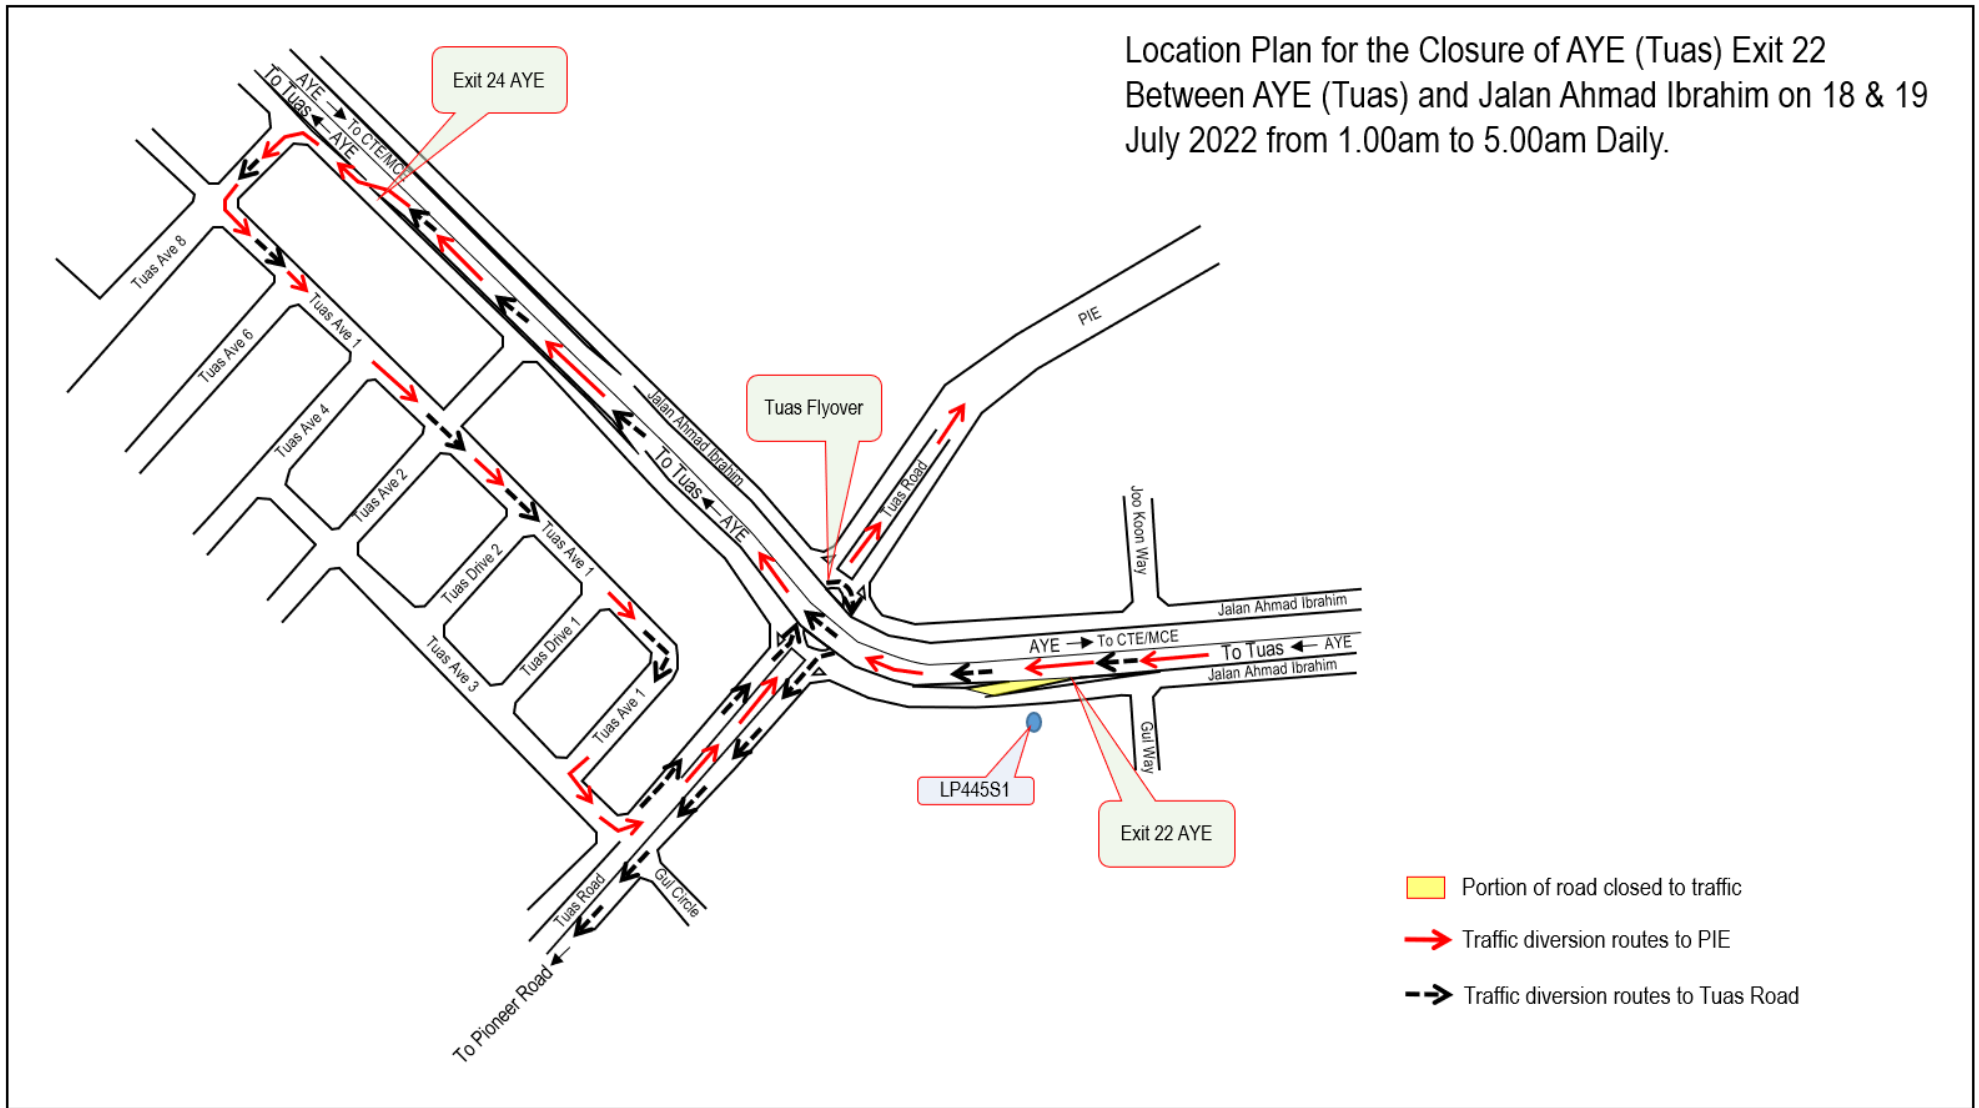 Location Plan for the Closure of AYE (Tuas) Exit 22
Between AYE (Tuas) and Jalan Ahmad Ibrahim on 18 & 19
July 2022 from 1.00am to 5.00am Daily.
Exit 24 AYE
AYE
To CTE/MCE
To Tuas
AYE
Tuas Ave 8
Tuas Ave 1
Tuas Ave 6
Tuas Ave 4
Tuas Ave 2
Tuas Drive 2
Tuas Ave 1
Tuas Drive 1
Tuas Ave 3
Tuas Ave 1
Jalan Ahmad Ibrahim
To Tuas
AYE
Tuas Flyover
PIE
Tuas Road
Joo Koon Way
Jalan Ahmad Ibrahim
AYE
To CTE/MCE
To Tuas
AYE
Jalan Ahmad Ibrahim
Gul Way
LP445S1
Exit 22 AYE
Gul Circle
Tuas Road
To Pioneer Road
Portion of road closed to traffic
Traffic diversion routes to PIE
Traffic diversion routes to Tuas Road